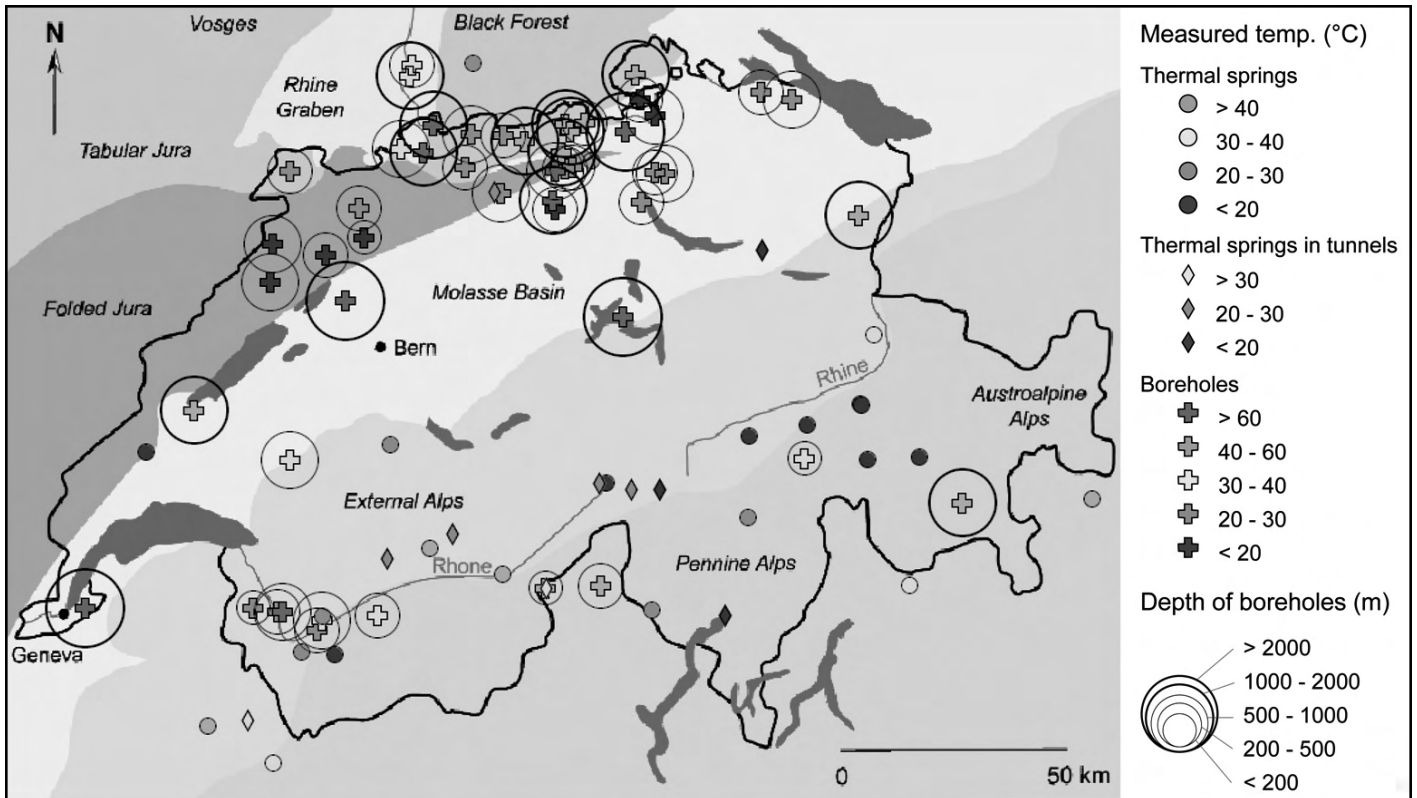 Vosges
Black Forest
N
Rhine
Graben
Tabular Jura
Folded Jura
Molasse Basin
Bern
Rhine
Austroalpine
Alps
External Alps
Rhone
Pennine Alps
Geneva
0
50 km
Measured temp. (°C)
Thermal springs
> 40
30 - 40
20 - 30
< 20
Thermal springs in tunnels
> 30
20 - 30
< 20
Boreholes
> 60
40 - 60
30 - 40
20 - 30
< 20
Depth of boreholes (m)
> 2000
1000 - 2000
500 - 1000
200 - 500
< 200